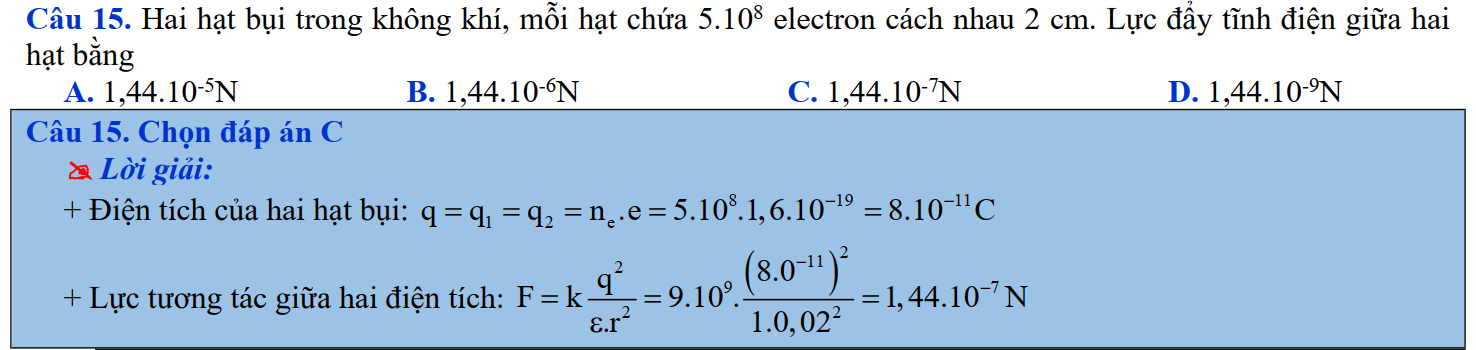 Câu 15. Hai hạt bụi trong không khí, mỗi hạt chứa 5.10⁸ electron cách nhau 2 cm. Lực đẩy tĩnh điện giữa hai
hạt bằng
A. 1,44.10⁻⁵N B. 1,44.10⁻⁶N C. 1,44.10⁻⁷N D. 1,44.10⁻⁹N
Câu 15. Chọn đáp án C
Lời giải:
+ Điện tích của hai hạt bụi: q = q₁ = q₂ = nₑ.e = 5.10⁸.1,6.10⁻¹⁹ = 8.10⁻¹¹C
+ Lực tương tác giữa hai điện tích: F = k q²/ε.r² = 9.10⁹. (8.0⁻¹¹)²/1.0,02² = 1,44.10⁻⁷ N